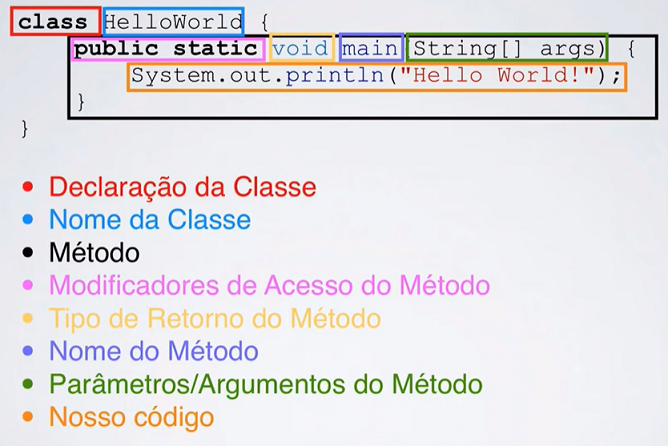 class HelloWorld {
public static void main String[] args) {
System.out.println("Hello World!");
}
}
• Declaração da Classe
• Nome da Classe
• Método
• Modificadores de Acesso do Método
• Tipo de Retorno do Método
• Nome do Método
• Parâmetros/Argumentos do Método
• Nosso código